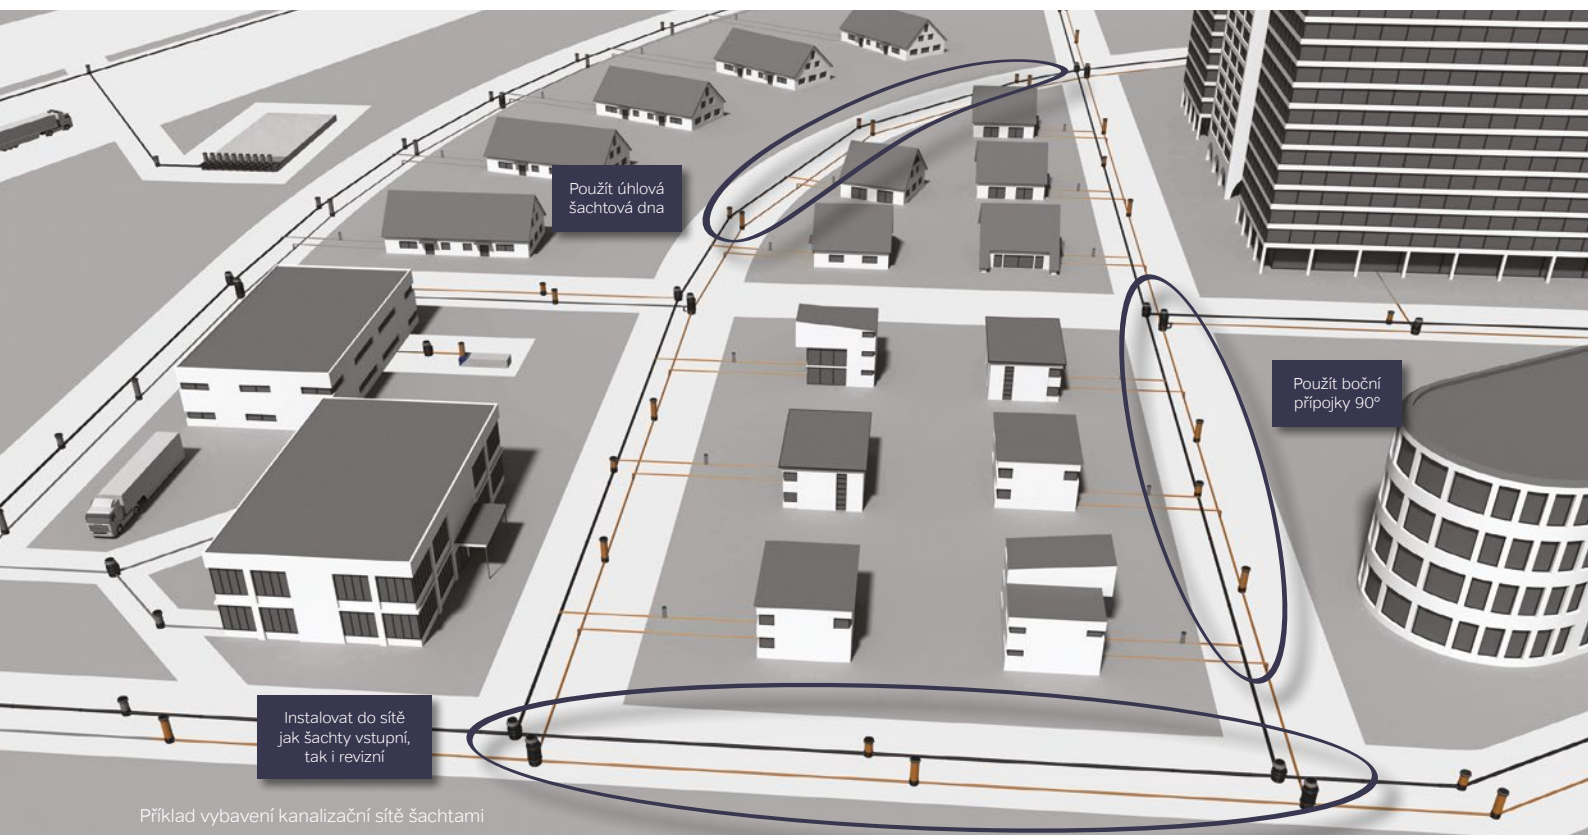 Použít úhlová
šachtová dna
Použít boční
přípojky 90°
Instalovat do sítě
jak šachty vstupní,
tak i revizní
Příklad vybavení kanalizační sítě šachtami